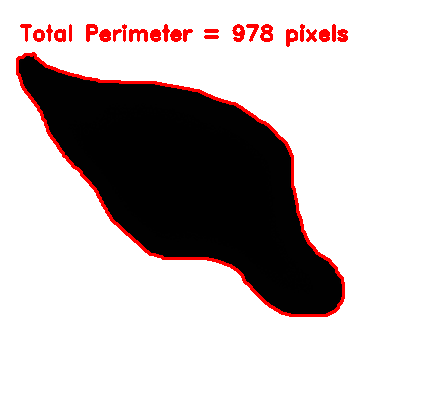 Total Perimeter = 978 pixels